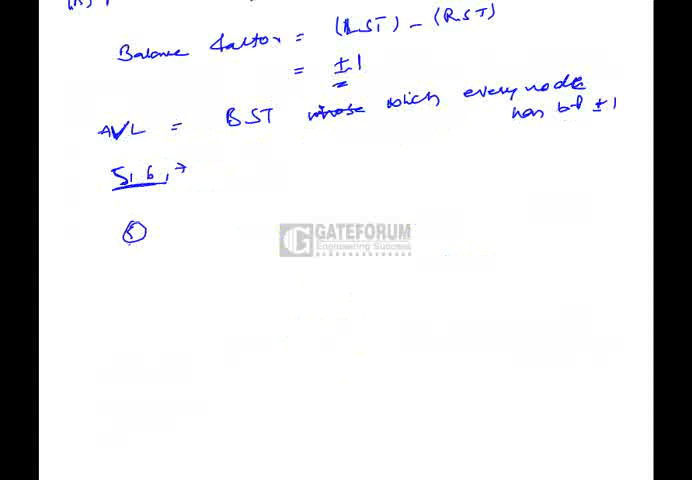 Balance factor = (LST) - (RST)
= ±1
AVL = BST which every node
has bf ±1
5, 6, 7
5
GATEFORUM
Engineering Success